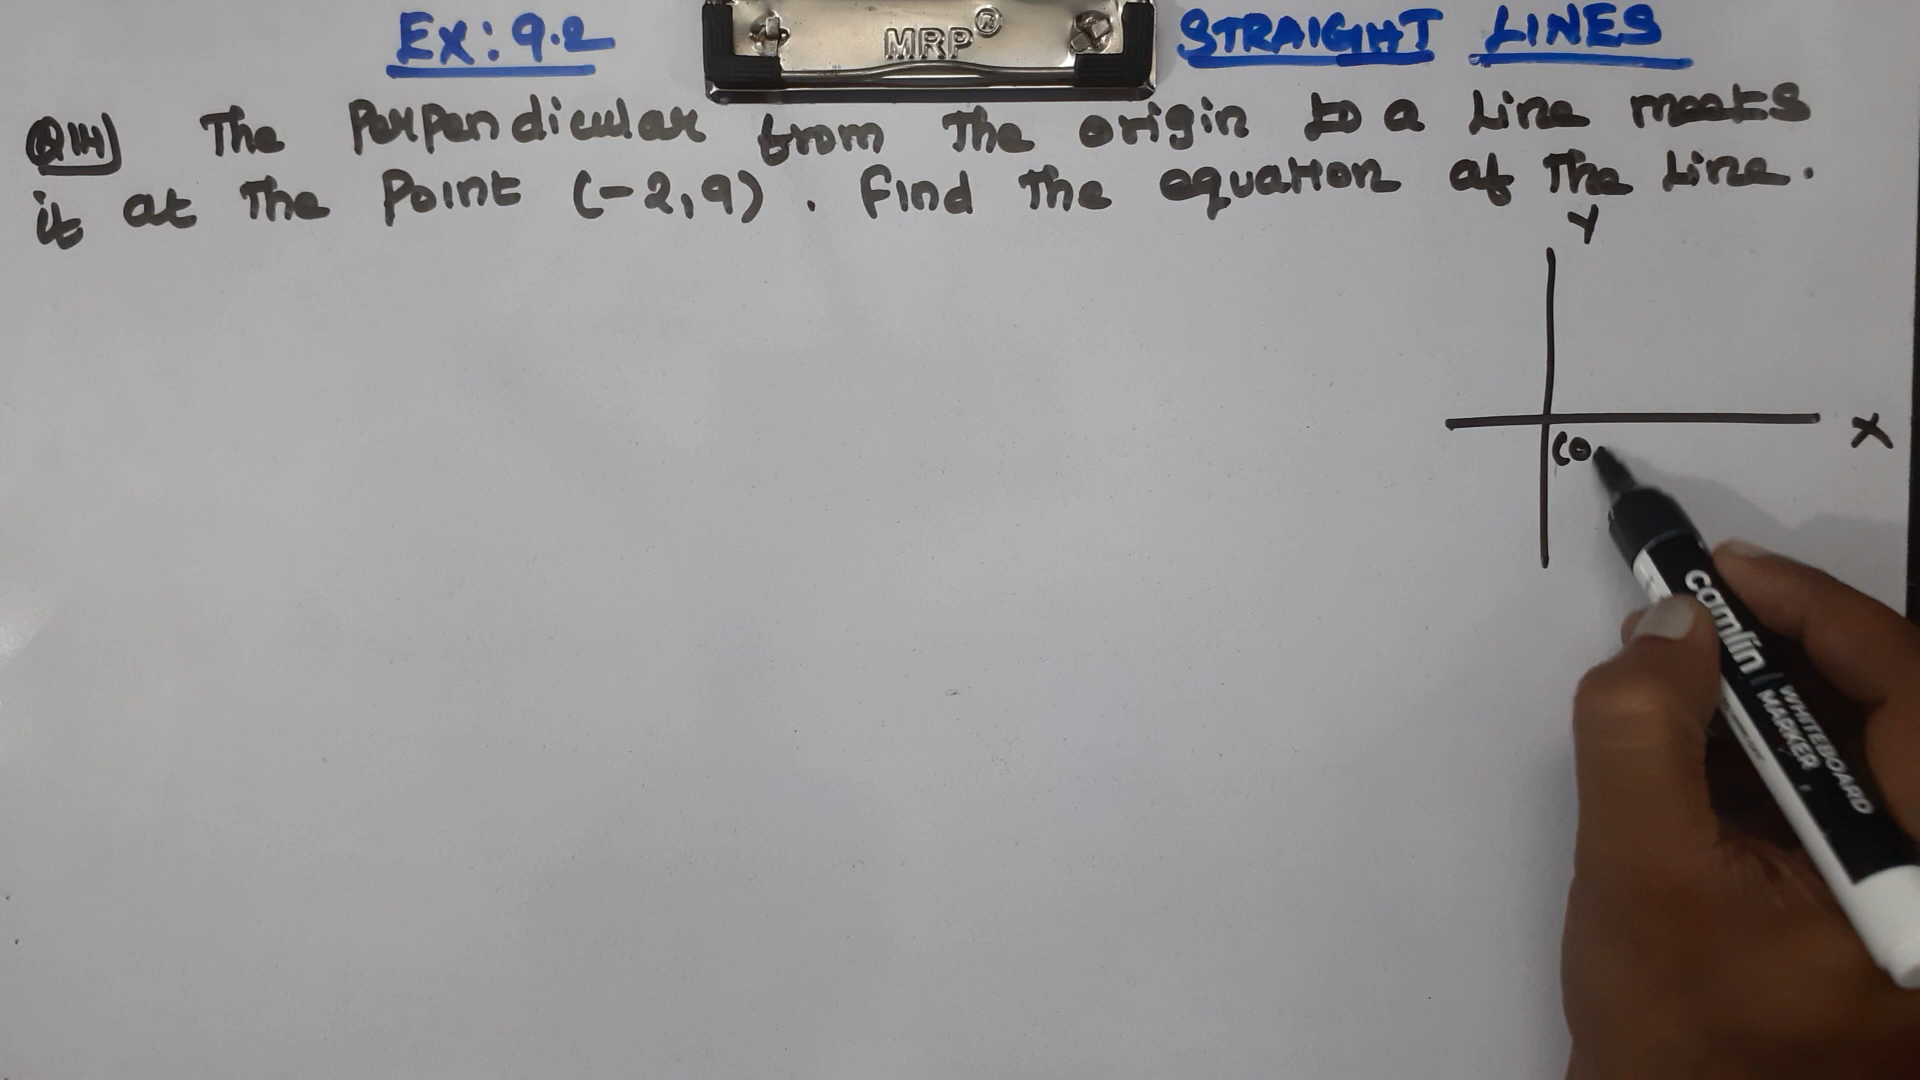 EX: 9.2
MRP®
STRAIGHT LINES
Q14) The Perpendicular from The origin to a Line meets
it at The Point (-2,9). Find The equation of The Line.
Y
X
(0,
camlin
WHITEBOARD
MARKER